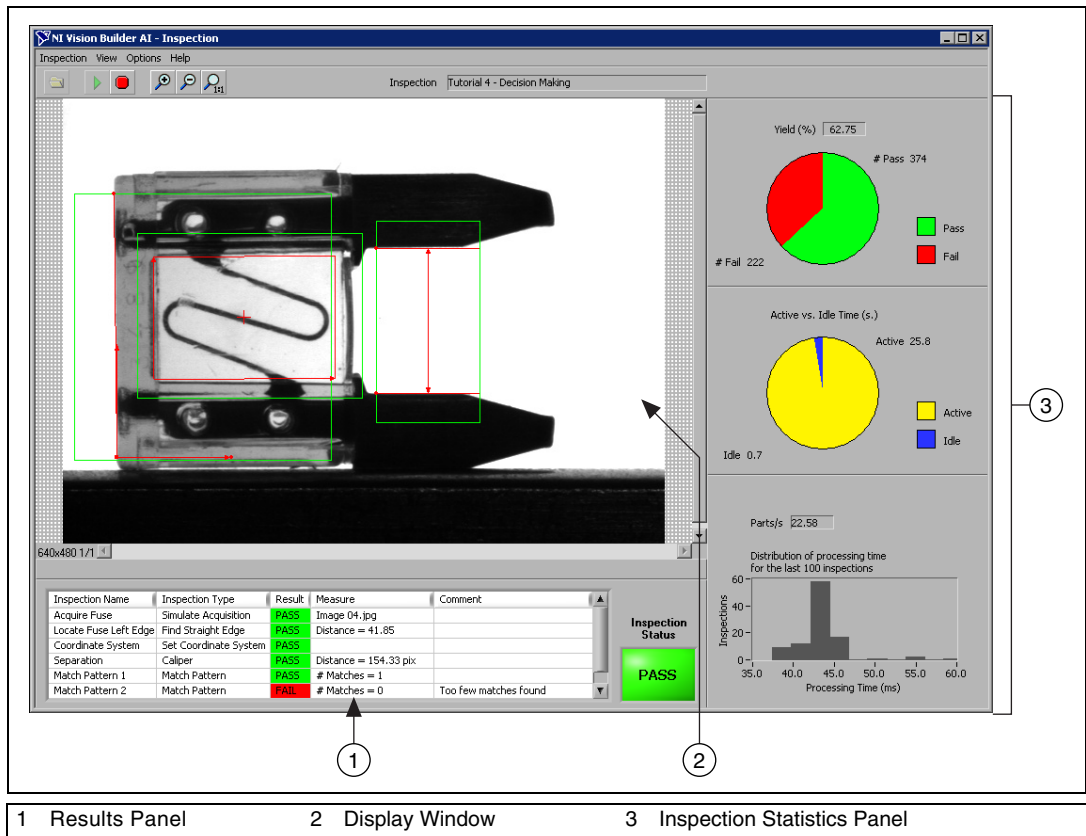 NI Vision Builder AI - Inspection
Inspection View Options Help
1:1
Inspection Tutorial 4 - Decision Making
Yield (%) 62.75
# Pass 374
Pass
Fail
# Fail 222
Active vs. Idle Time (s.)
Active 25.8
Active
Idle
Idle 0.7
Parts/s 22.58
Distribution of processing time
for the last 100 inspections
60
40
20
0
Inspections
35.0 40.0 45.0 50.0 55.0 60.0
Processing Time (ms)
640x480 1/1
Inspection Name Inspection Type Result Measure Comment
Acquire Fuse Simulate Acquisition PASS Image 04.jpg
Locate Fuse Left Edge Find Straight Edge PASS Distance = 41.85
Coordinate System Set Coordinate System PASS
Separation Caliper PASS Distance = 154.33 pix
Match Pattern 1 Match Pattern PASS # Matches = 1
Match Pattern 2 Match Pattern FAIL # Matches = 0 Too few matches found
Inspection
Status
PASS
1
2
3
1 Results Panel 2 Display Window 3 Inspection Statistics Panel